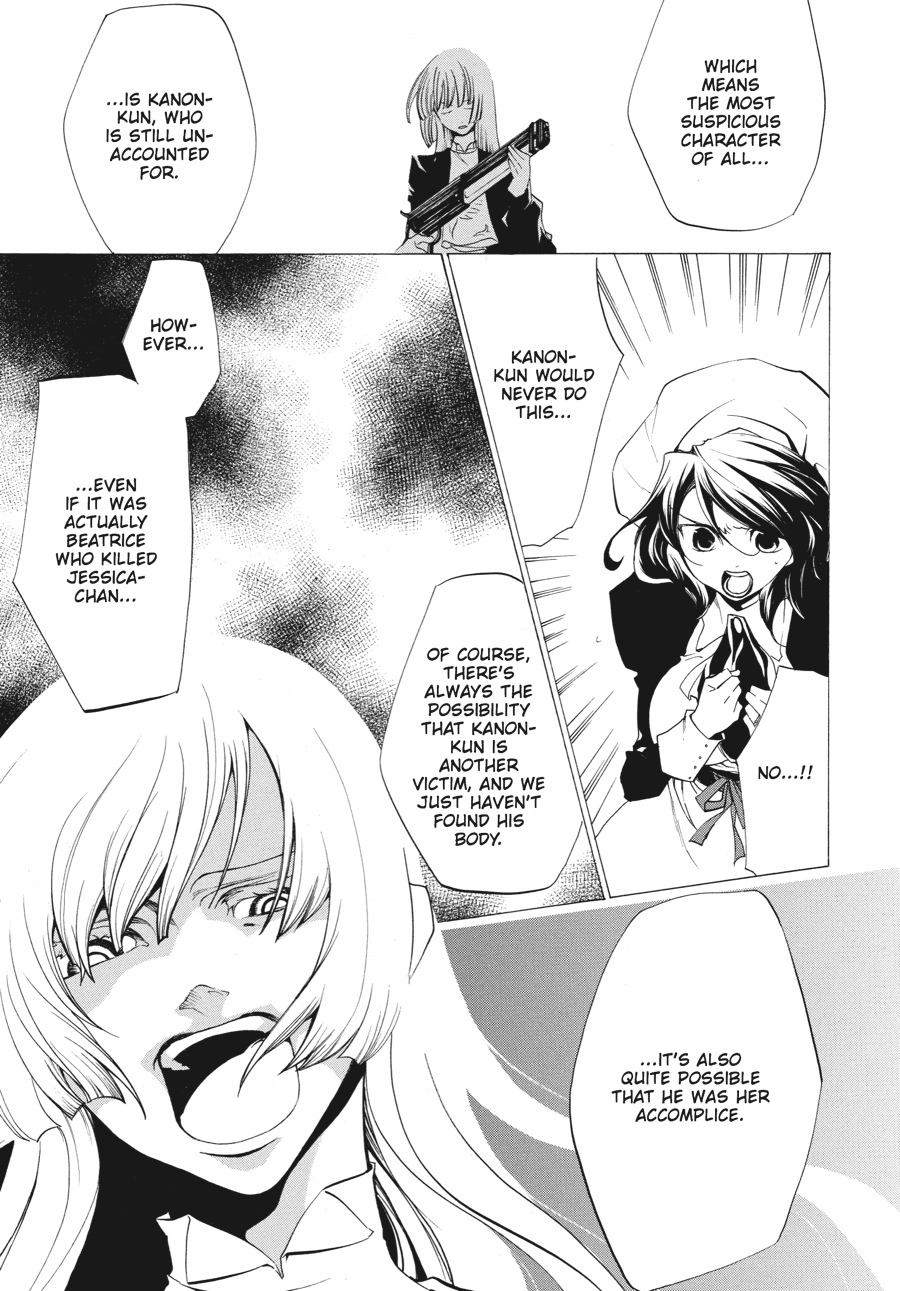 WHICH
MEANS
THE MOST
SUSPICIOUS
CHARACTER
OF ALL...
...IS KANON-
KUN, WHO
IS STILL UN-
ACCOUNTED
FOR.
KANON-
KUN WOULD
NEVER DO
THIS...
NO...!!
OF COURSE,
THERE'S
ALWAYS THE
POSSIBILITY
THAT KANON-
KUN IS
ANOTHER
VICTIM, AND WE
JUST HAVEN'T
FOUND HIS
BODY.
HOW-
EVER...
...EVEN
IF IT WAS
ACTUALLY
BEATRICE
WHO KILLED
JESSICA-
CHAN...
...IT'S ALSO
QUITE POSSIBLE
THAT HE WAS HER
ACCOMPLICE.